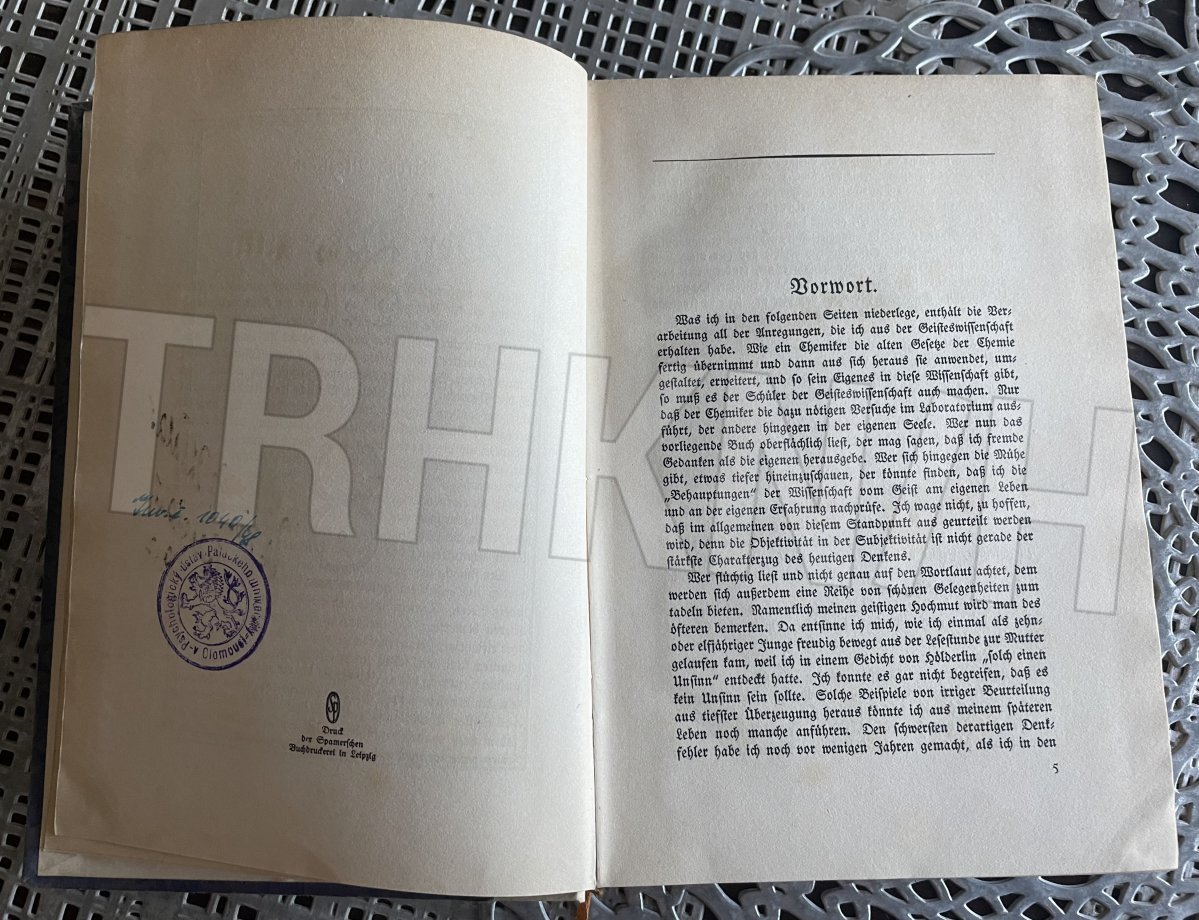 Inv. č. 1040/68
Psychologický ústav Palackého university v Olomouci
Druck
der Spamerschen
Buchdruckerei in Leipzig
Vorwort.
Was ich in den folgenden Seiten niederlege, enthält die Ver-
arbeitung all der Anregungen, die ich aus der Geisteswissenschaft
erhalten habe. Wie ein Chemiker die alten Gesetze der Chemie
fertig übernimmt und dann aus sich heraus sie anwendet, um-
gestaltet, erweitert, und so sein Eigenes in diese Wissenschaft gibt,
so muß es der Schüler der Geisteswissenschaft auch machen. Nur
daß der Chemiker die dazu nötigen Versuche im Laboratorium aus-
führt, der andere hingegen in der eigenen Seele. Wer nun das
vorliegende Buch oberflächlich liest, der mag sagen, daß ich fremde
Gedanken als die eigenen herausgebe. Wer sich hingegen die Mühe
gibt, etwas tiefer hineinzuschauen, der könnte finden, daß ich die
„Behauptungen“ der Wissenschaft vom Geist am eigenen Leben
und an der eigenen Erfahrung nachprüfe. Ich wage nicht, zu hoffen,
daß im allgemeinen von diesem Standpunkt aus geurteilt werden
wird, denn die Objektivität in der Subjektivität ist nicht gerade der
stärkste Charakterzug des heutigen Denkens.
Wer flüchtig liest und nicht genau auf den Wortlaut achtet, dem
werden sich außerdem eine Reihe von schönen Gelegenheiten zum
tadeln bieten. Namentlich meinen geistigen Hochmut wird man des
öfteren bemerken. Da entsinne ich mich, wie ich einmal als zehn-
oder elfjähriger Junge freudig bewegt aus der Lesestunde zur Mutter
gelaufen kam, weil ich in einem Gedicht von Hölderlin „solch einen
Unsinn“ entdeckt hatte. Ich konnte es gar nicht begreifen, daß es
kein Unsinn sein sollte. Solche Beispiele von irriger Beurteilung
aus tiefster Überzeugung heraus könnte ich aus meinem späteren
Leben noch manche anführen. Den schwersten derartigen Denk-
fehler habe ich noch vor wenigen Jahren gemacht, als ich in den
5